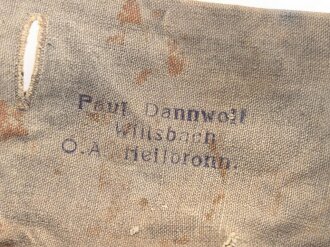 Paul Dannwolf
Willsbach
O.A. Heilbronn.